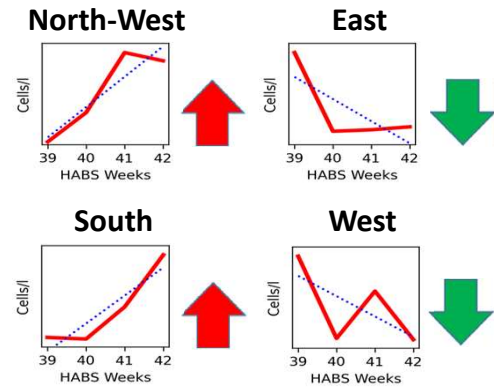 North-West
Cells/l
39 40 41 42
HABS Weeks
East
Cells/l
39 40 41 42
HABS Weeks
South
Cells/l
39 40 41 42
HABS Weeks
West
Cells/l
39 40 41 42
HABS Weeks